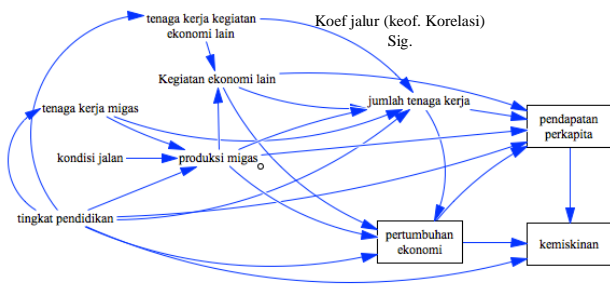 tenaga kerja kegiatan
ekonomi lain
Koef jalur (keof. Korelasi)
Sig.
Kegiatan ekonomi lain
tenaga kerja migas
jumlah tenaga kerja
pendapatan
perkapita
kondisi jalan
produksi migas
tingkat pendidikan
pertumbuhan
ekonomi
kemiskinan